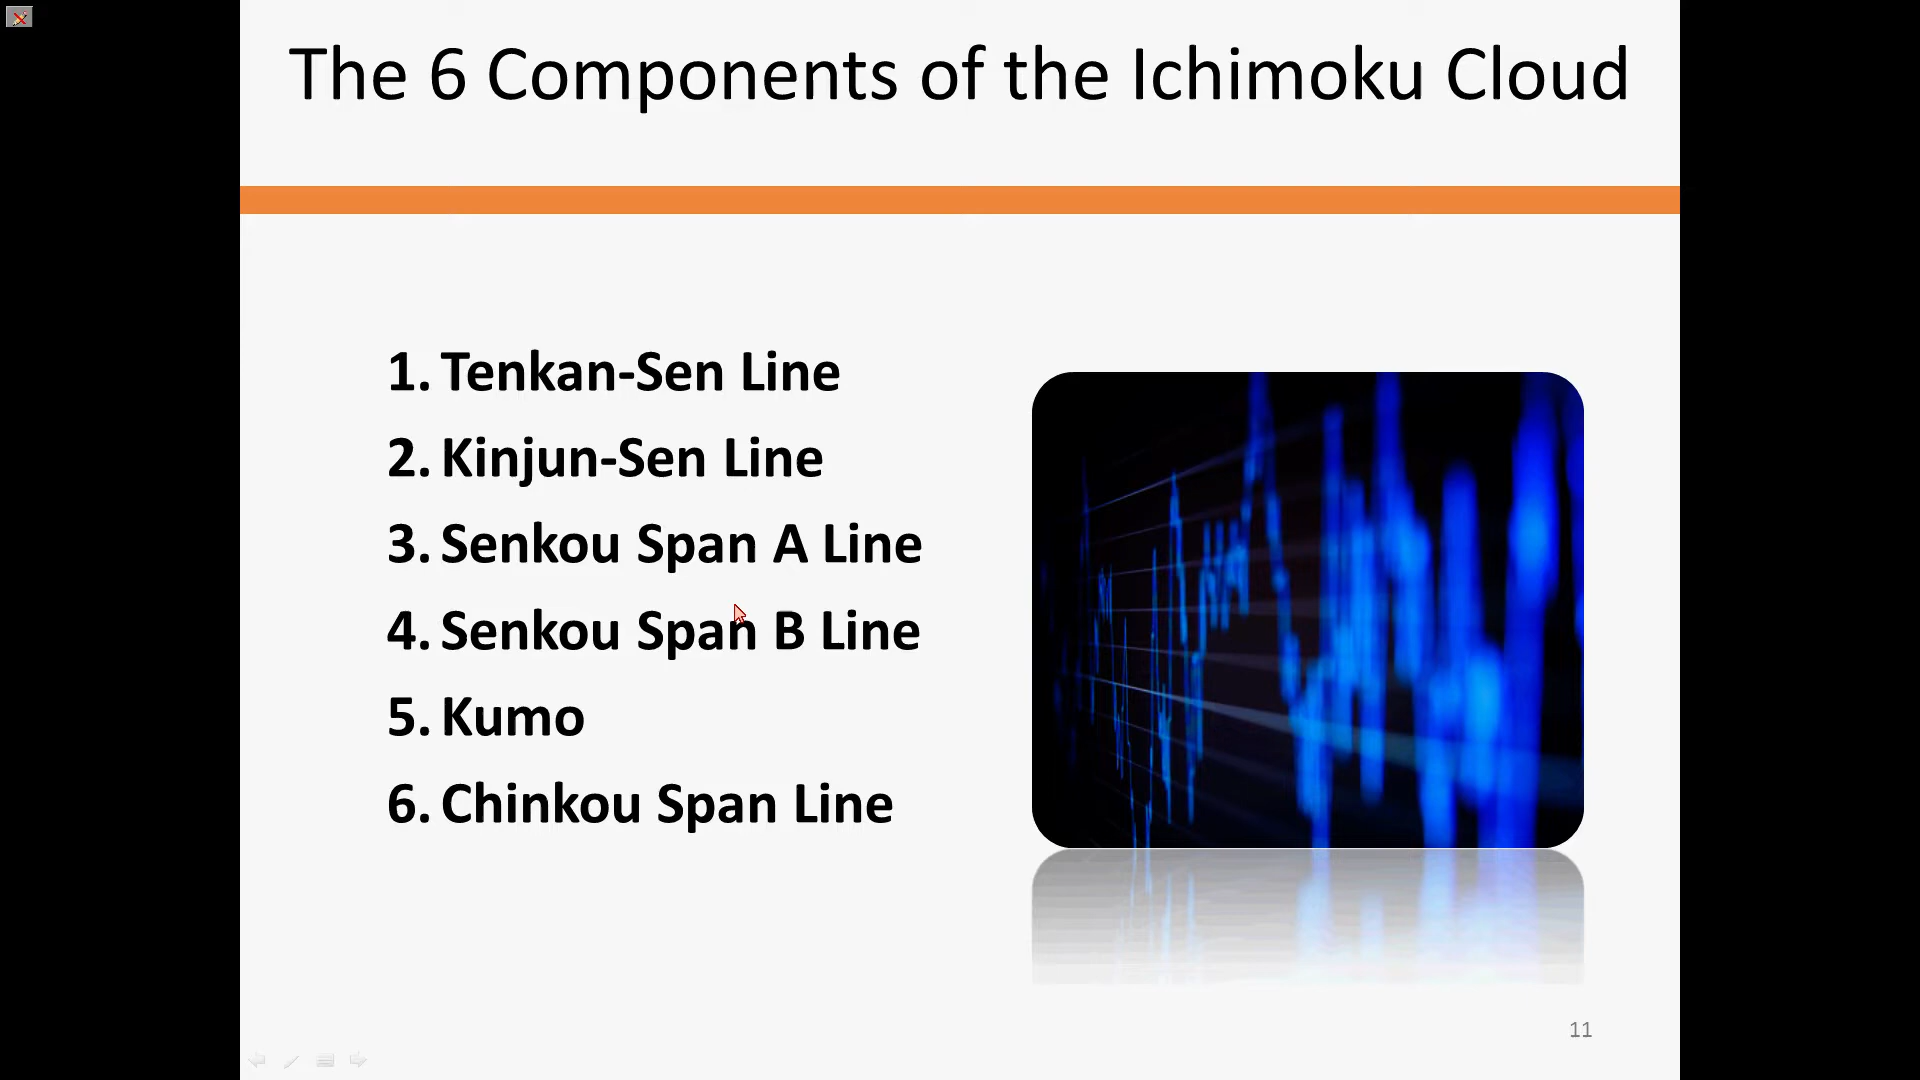 The 6 Components of the Ichimoku Cloud
1. Tenkan-Sen Line
2. Kinjun-Sen Line
3. Senkou Span A Line
4. Senkou Span B Line
5. Kumo
6. Chinkou Span Line
11